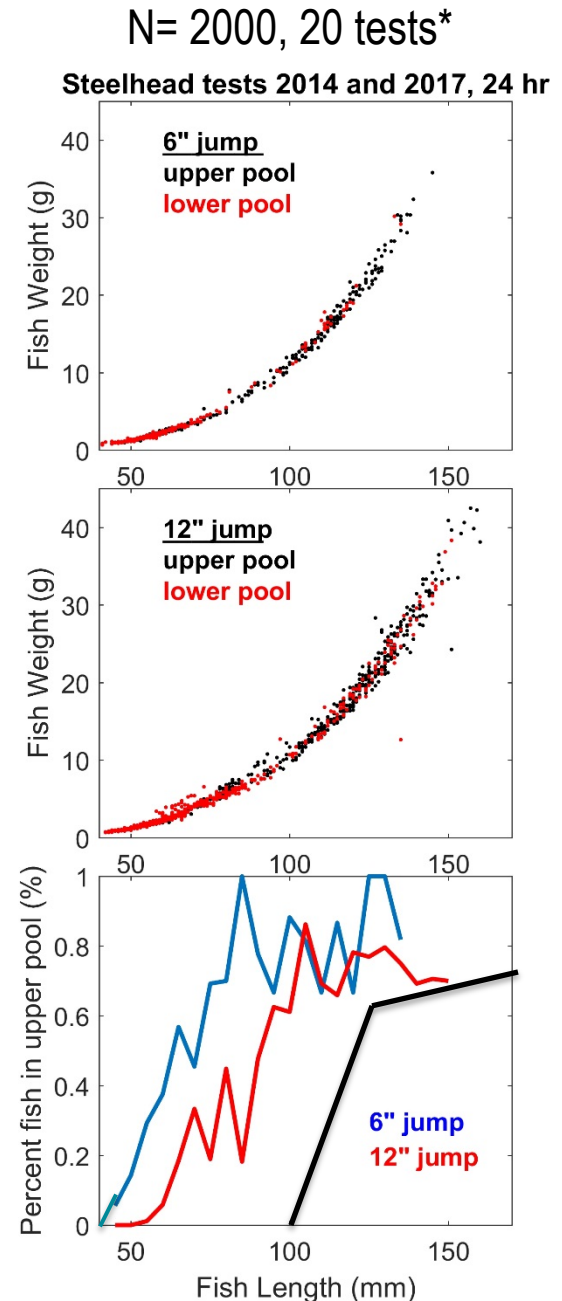 N= 2000, 20 tests*
Steelhead tests 2014 and 2017, 24 hr
6" jump
upper pool
lower pool
Fish Weight (g)
40
30
20
10
0
50 100 150
12" jump
upper pool
lower pool
Fish Weight (g)
40
30
20
10
0
50 100 150
Percent fish in upper pool (%)
1
0.8
0.6
0.4
0.2
0
6" jump
12" jump
50 100 150
Fish Length (mm)